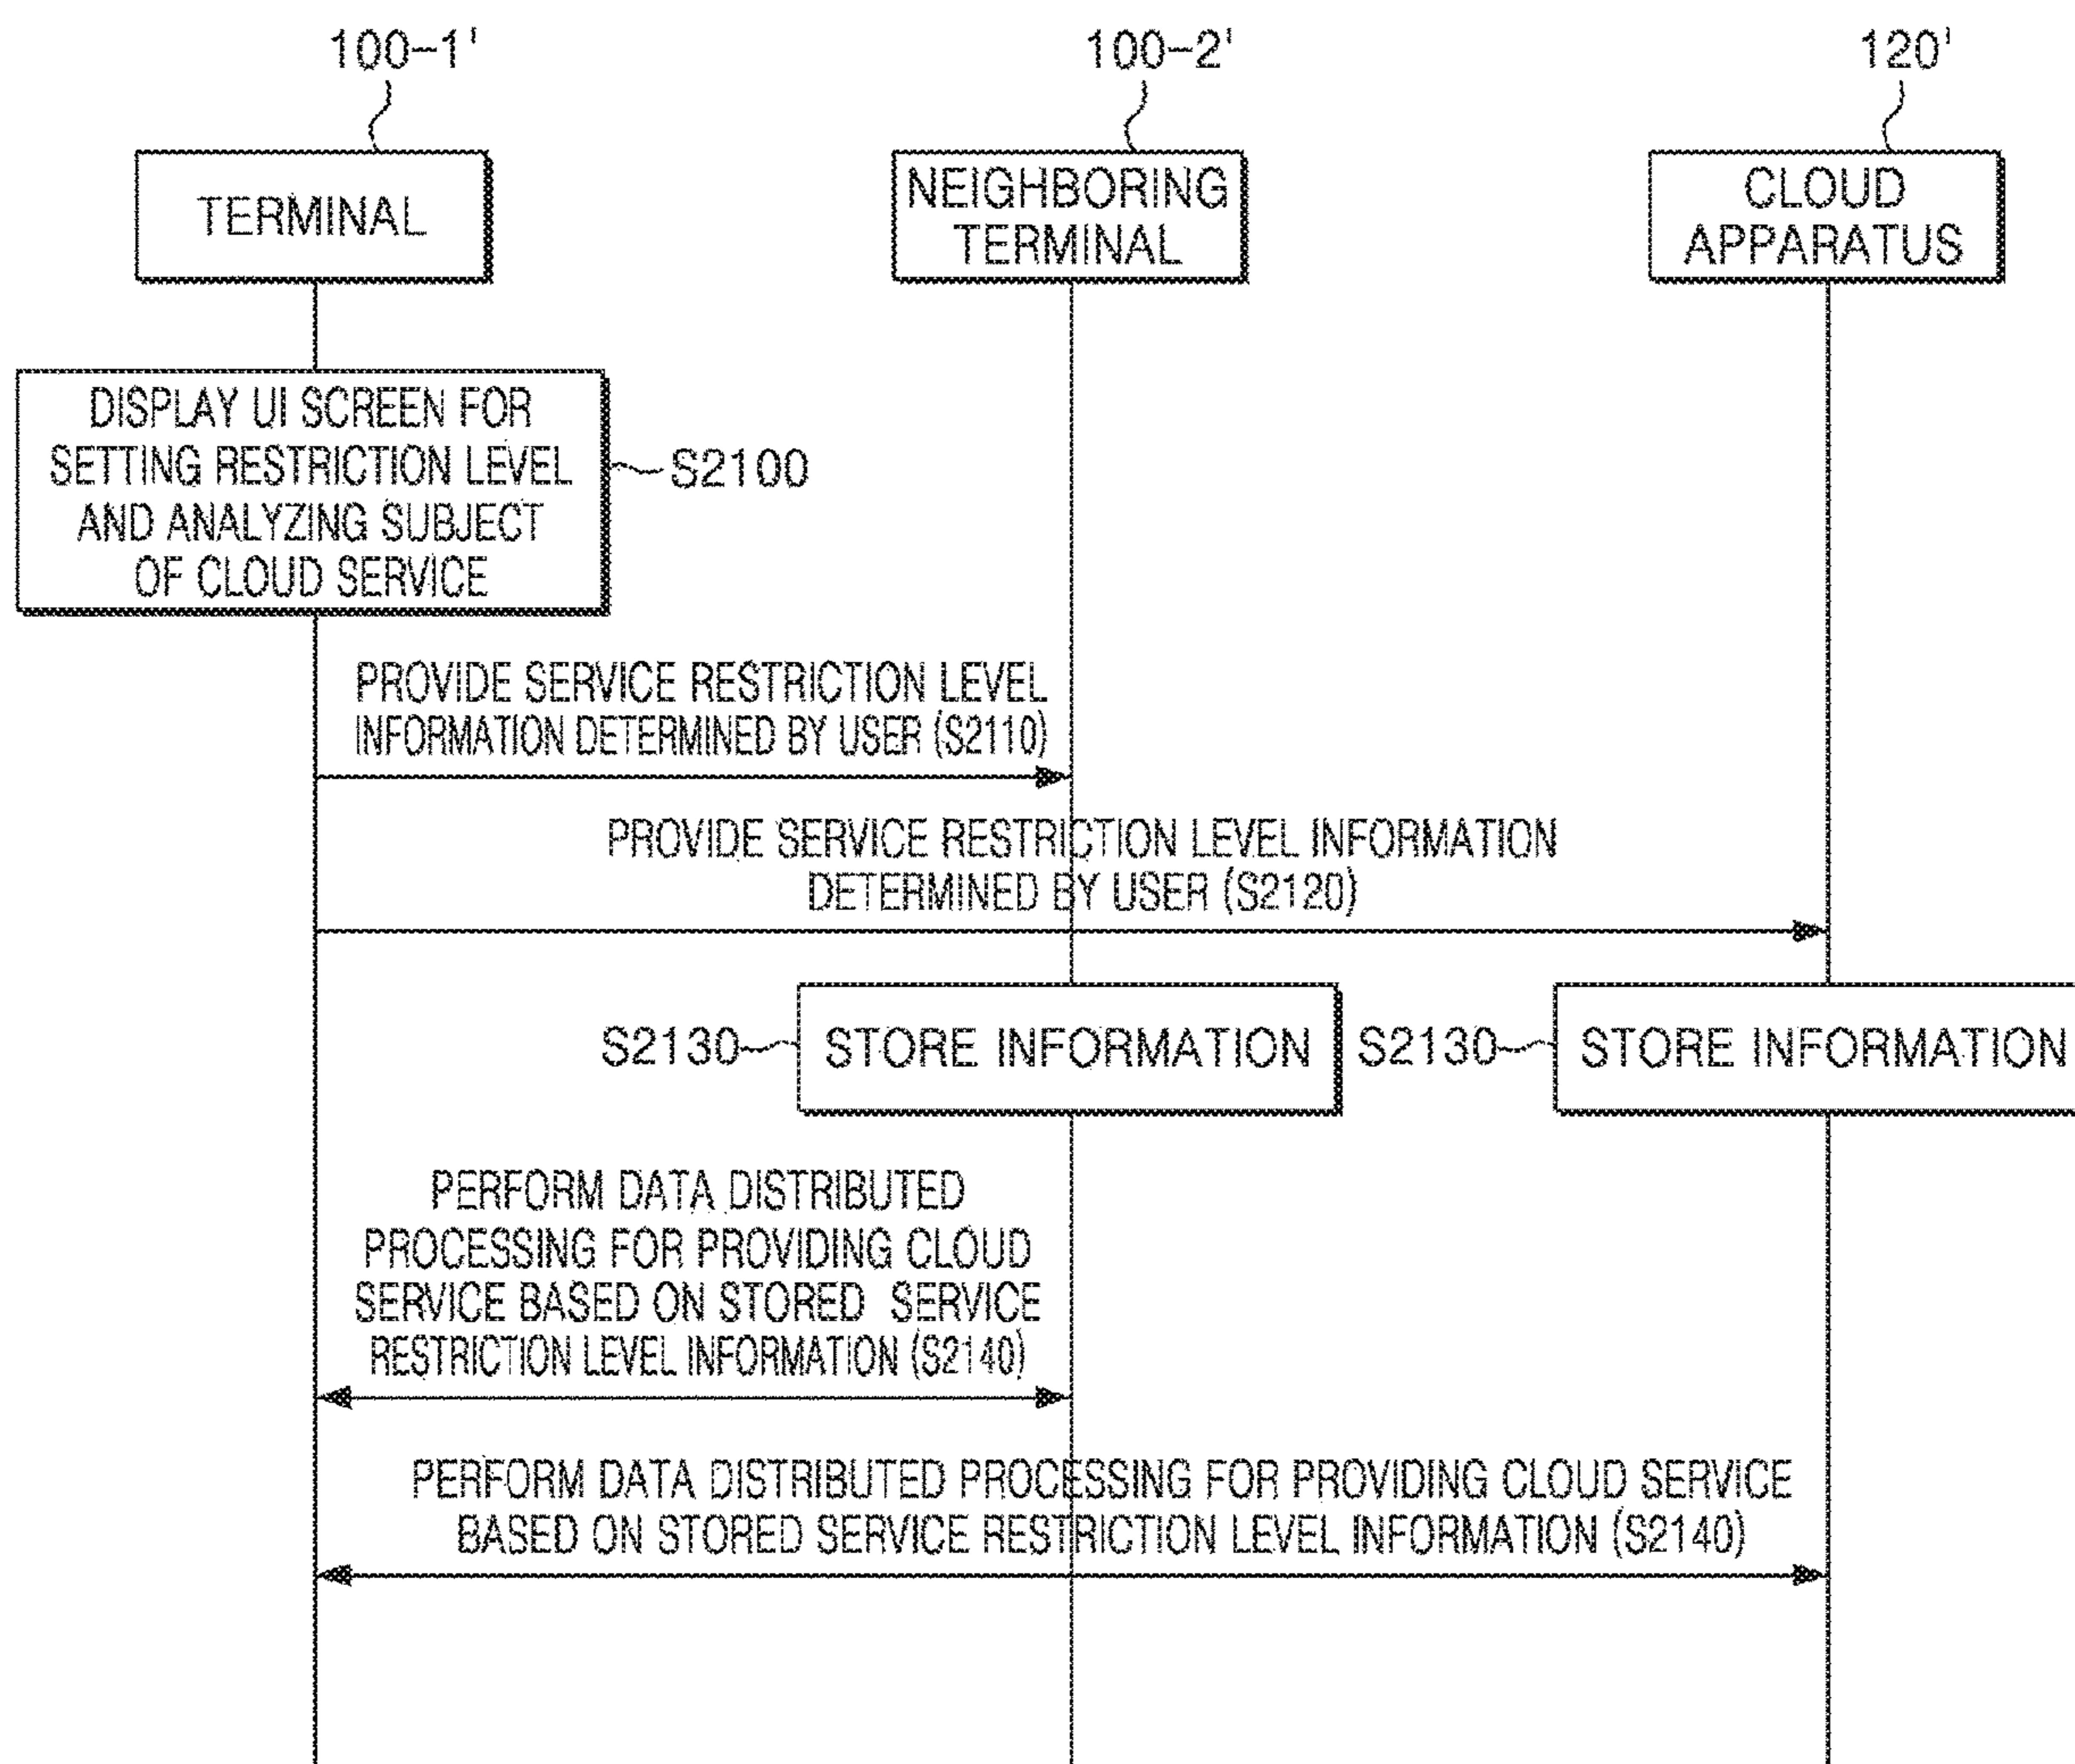 100-1'
100-2'
120'
TERMINAL
NEIGHBORING
TERMINAL
CLOUD
APPARATUS
DISPLAY UI SCREEN FOR
SETTING RESTRICTION LEVEL
AND ANALYZING SUBJECT
OF CLOUD SERVICE
S2100
PROVIDE SERVICE RESTRICTION LEVEL
INFORMATION DETERMINED BY USER (S2110)
PROVIDE SERVICE RESTRICTION LEVEL INFORMATION
DETERMINED BY USER (S2120)
S2130
STORE INFORMATION
S2130
STORE INFORMATION
PERFORM DATA DISTRIBUTED
PROCESSING FOR PROVIDING CLOUD
SERVICE BASED ON STORED SERVICE
RESTRICTION LEVEL INFORMATION (S2140)
PERFORM DATA DISTRIBUTED PROCESSING FOR PROVIDING CLOUD SERVICE
BASED ON STORED SERVICE RESTRICTION LEVEL INFORMATION (S2140)